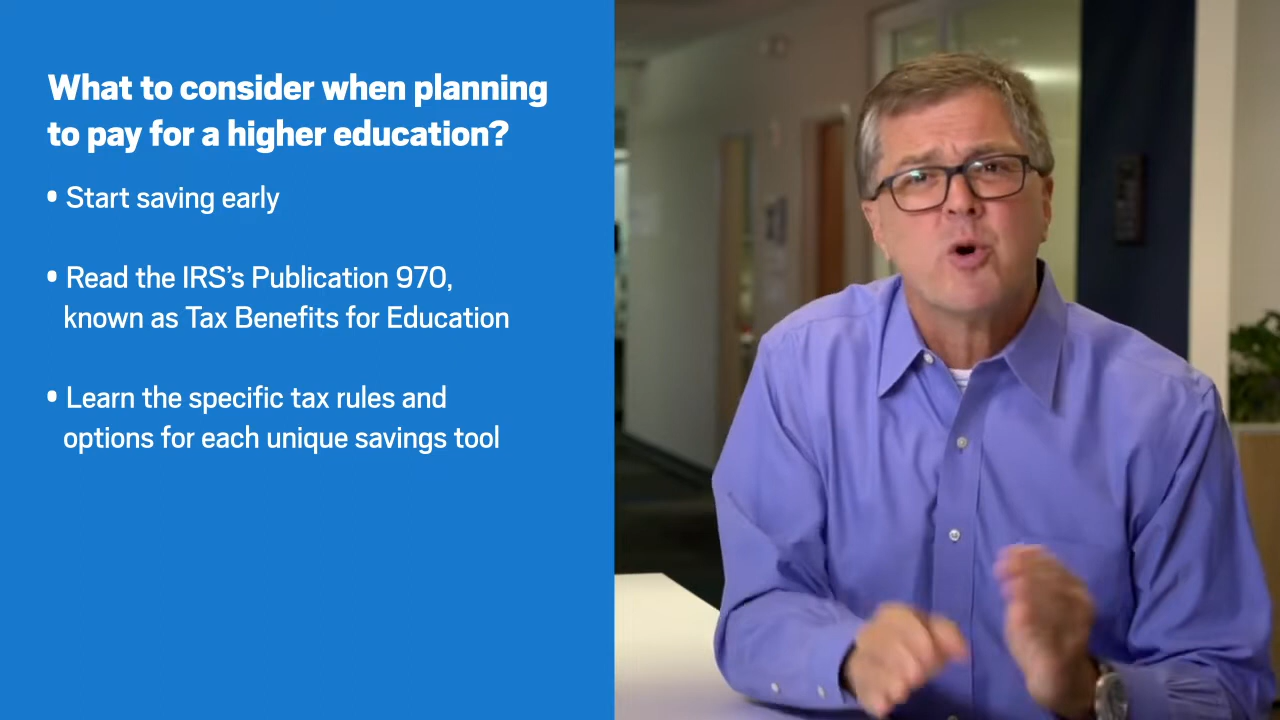 What to consider when planning
to pay for a higher education?
• Start saving early
• Read the IRS’s Publication 970,
known as Tax Benefits for Education
• Learn the specific tax rules and
options for each unique savings tool